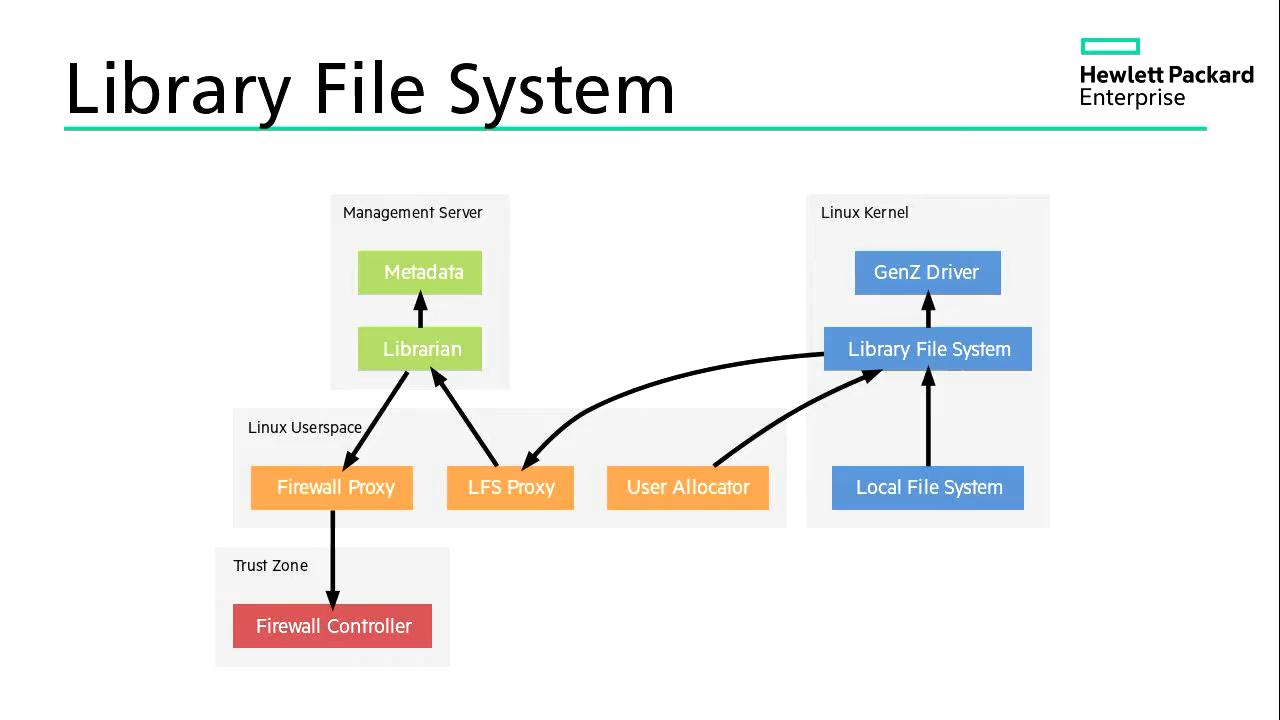 Library File System
Hewlett Packard
Enterprise
Management Server
Metadata
Librarian
Linux Kernel
GenZ Driver
Library File System
Local File System
Linux Userspace
Firewall Proxy
LFS Proxy
User Allocator
Trust Zone
Firewall Controller